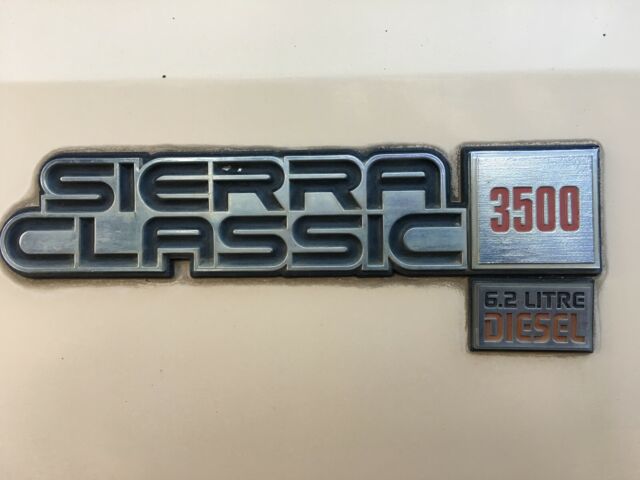 SIERRA
CLASSIC
3500
6.2 LITRE
DIESEL